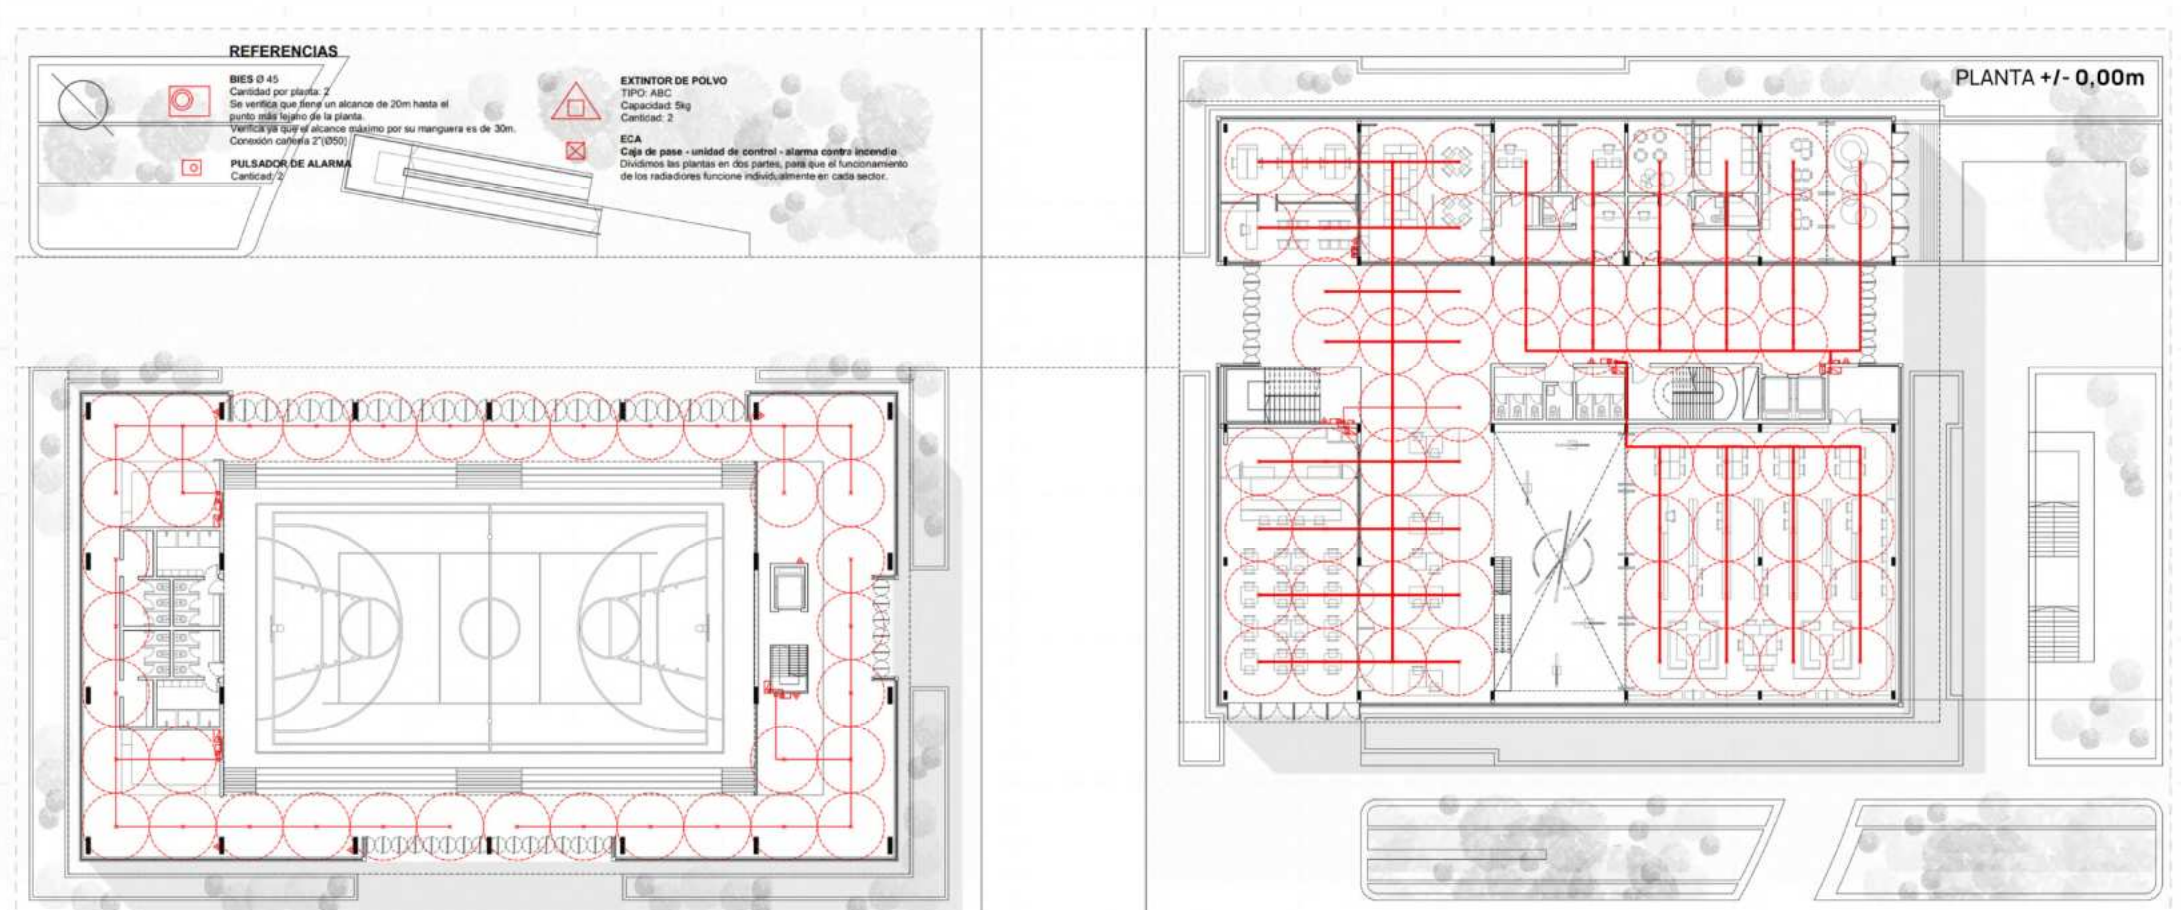 REFERENCIAS
BIES Ø 45
Cantidad por planta: 2
Se verifica que tiene un alcance de 20m hasta el
punto más lejano de la planta.
Verifica ya que el alcance máximo por su manguera es de 30m.
Conexión cañería 2"(Ø50)
PULSADOR DE ALARMA
Cantidad: 2
EXTINTOR DE POLVO
TIPO: ABC
Capacidad: 5kg
Cantidad: 2
ECA
Caja de pase - unidad de control - alarma contra incendio
Dividimos las plantas en dos partes, para que el funcionamiento
de los radiadiores funcione individualmente en cada sector.
PLANTA +/- 0,00m